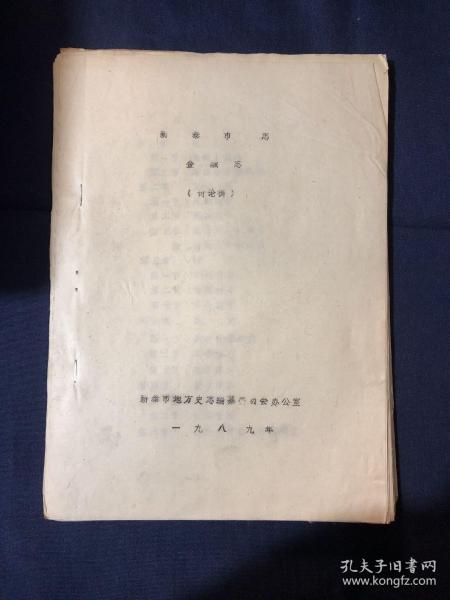 新泰市志
金融志
（讨论稿）
新泰市地方史志编纂委员会办公室
一九八九年
孔夫子旧书网
www.kongfz.com